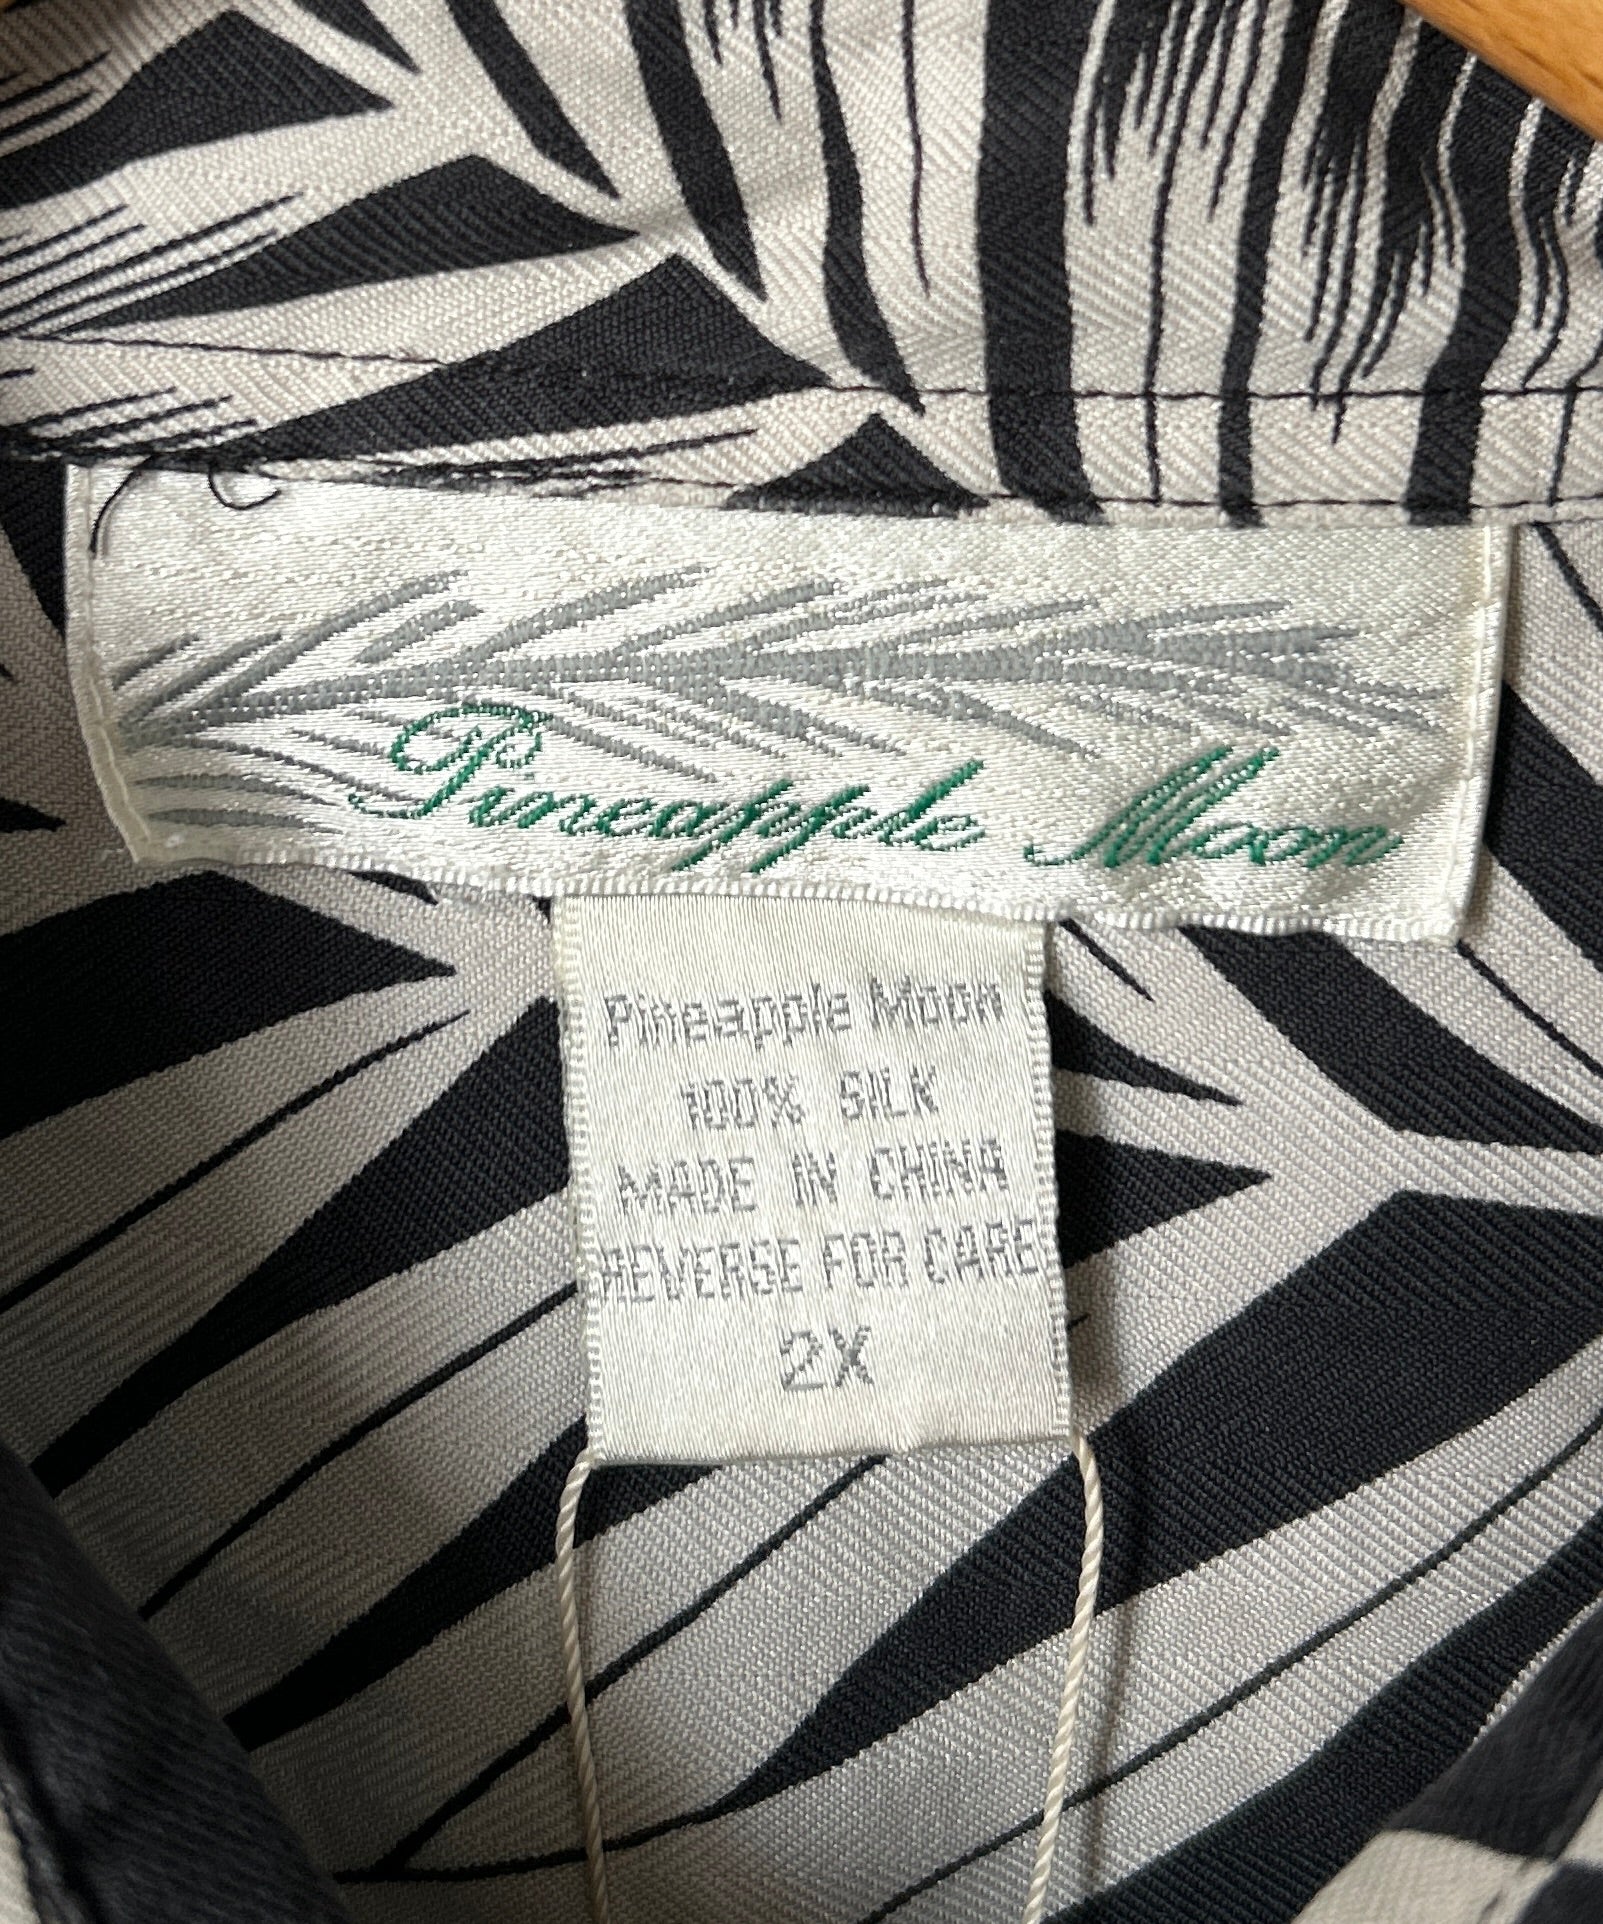 Pineapple Moon
Pineapple Moon
100% SILK
MADE IN CHINA
REVERSE FOR CARE
2X